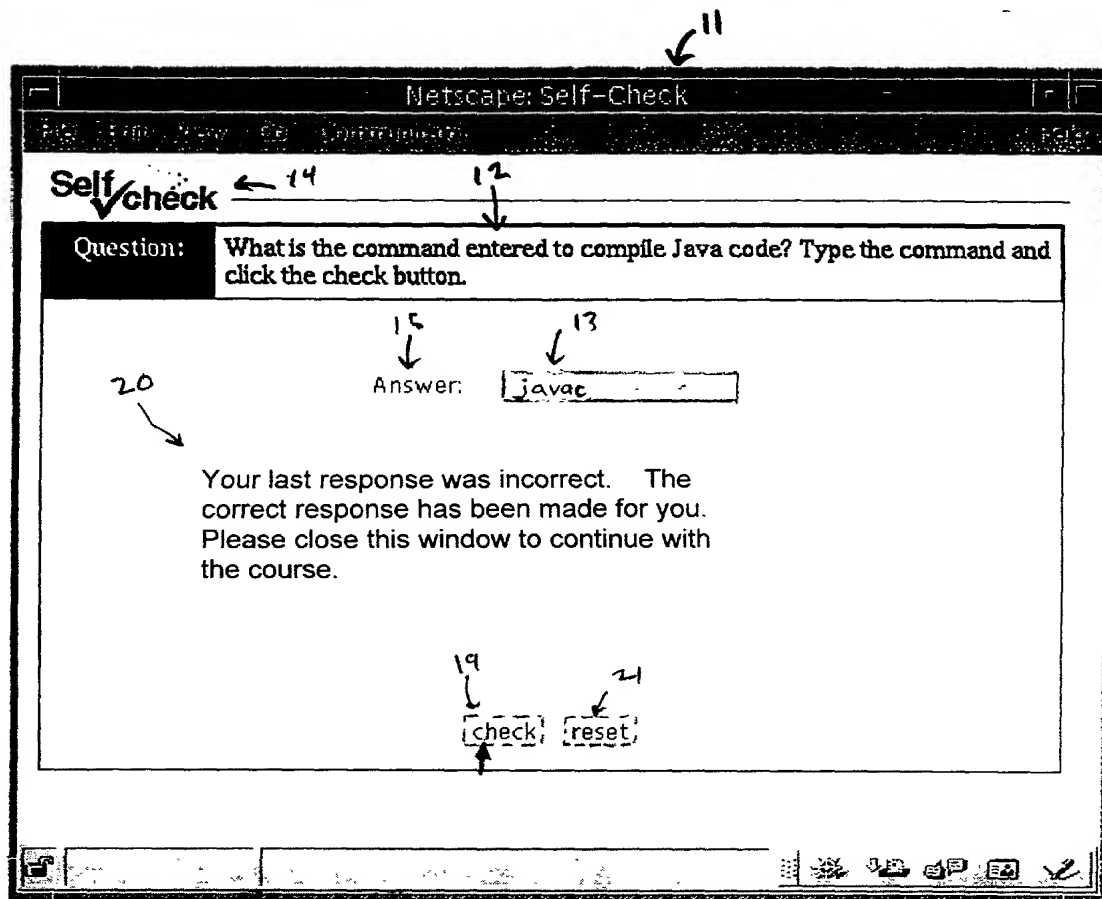 11
Netscape: Self-Check
Self check
14
12
Question:
What is the command entered to compile Java code? Type the command and
click the check button.
15
13
Answer:
javac
20
Your last response was incorrect. The
correct response has been made for you.
Please close this window to continue with
the course.
19
21
check
reset